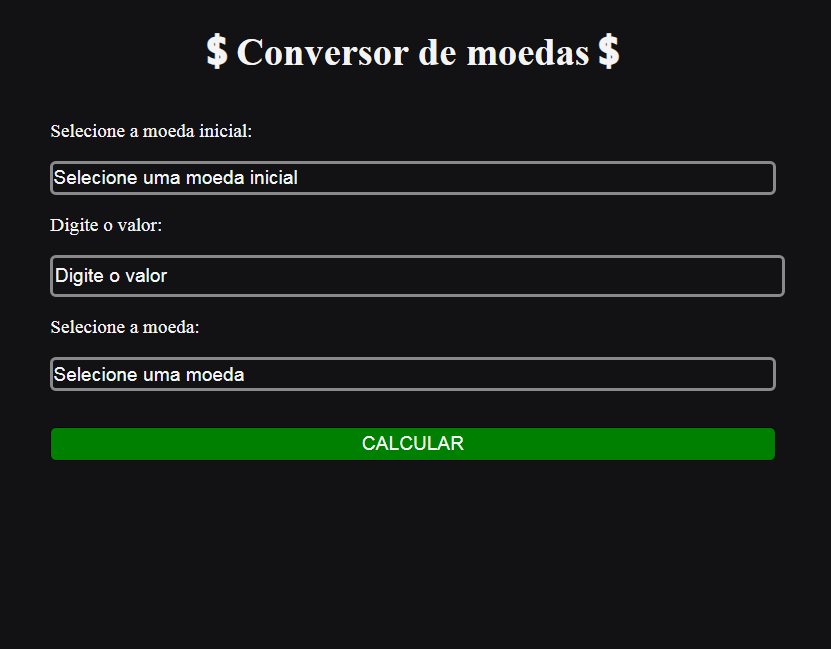 $ Conversor de moedas $
Selecione a moeda inicial:
Selecione uma moeda inicial
Digite o valor:
Digite o valor
Selecione a moeda:
Selecione uma moeda
CALCULAR